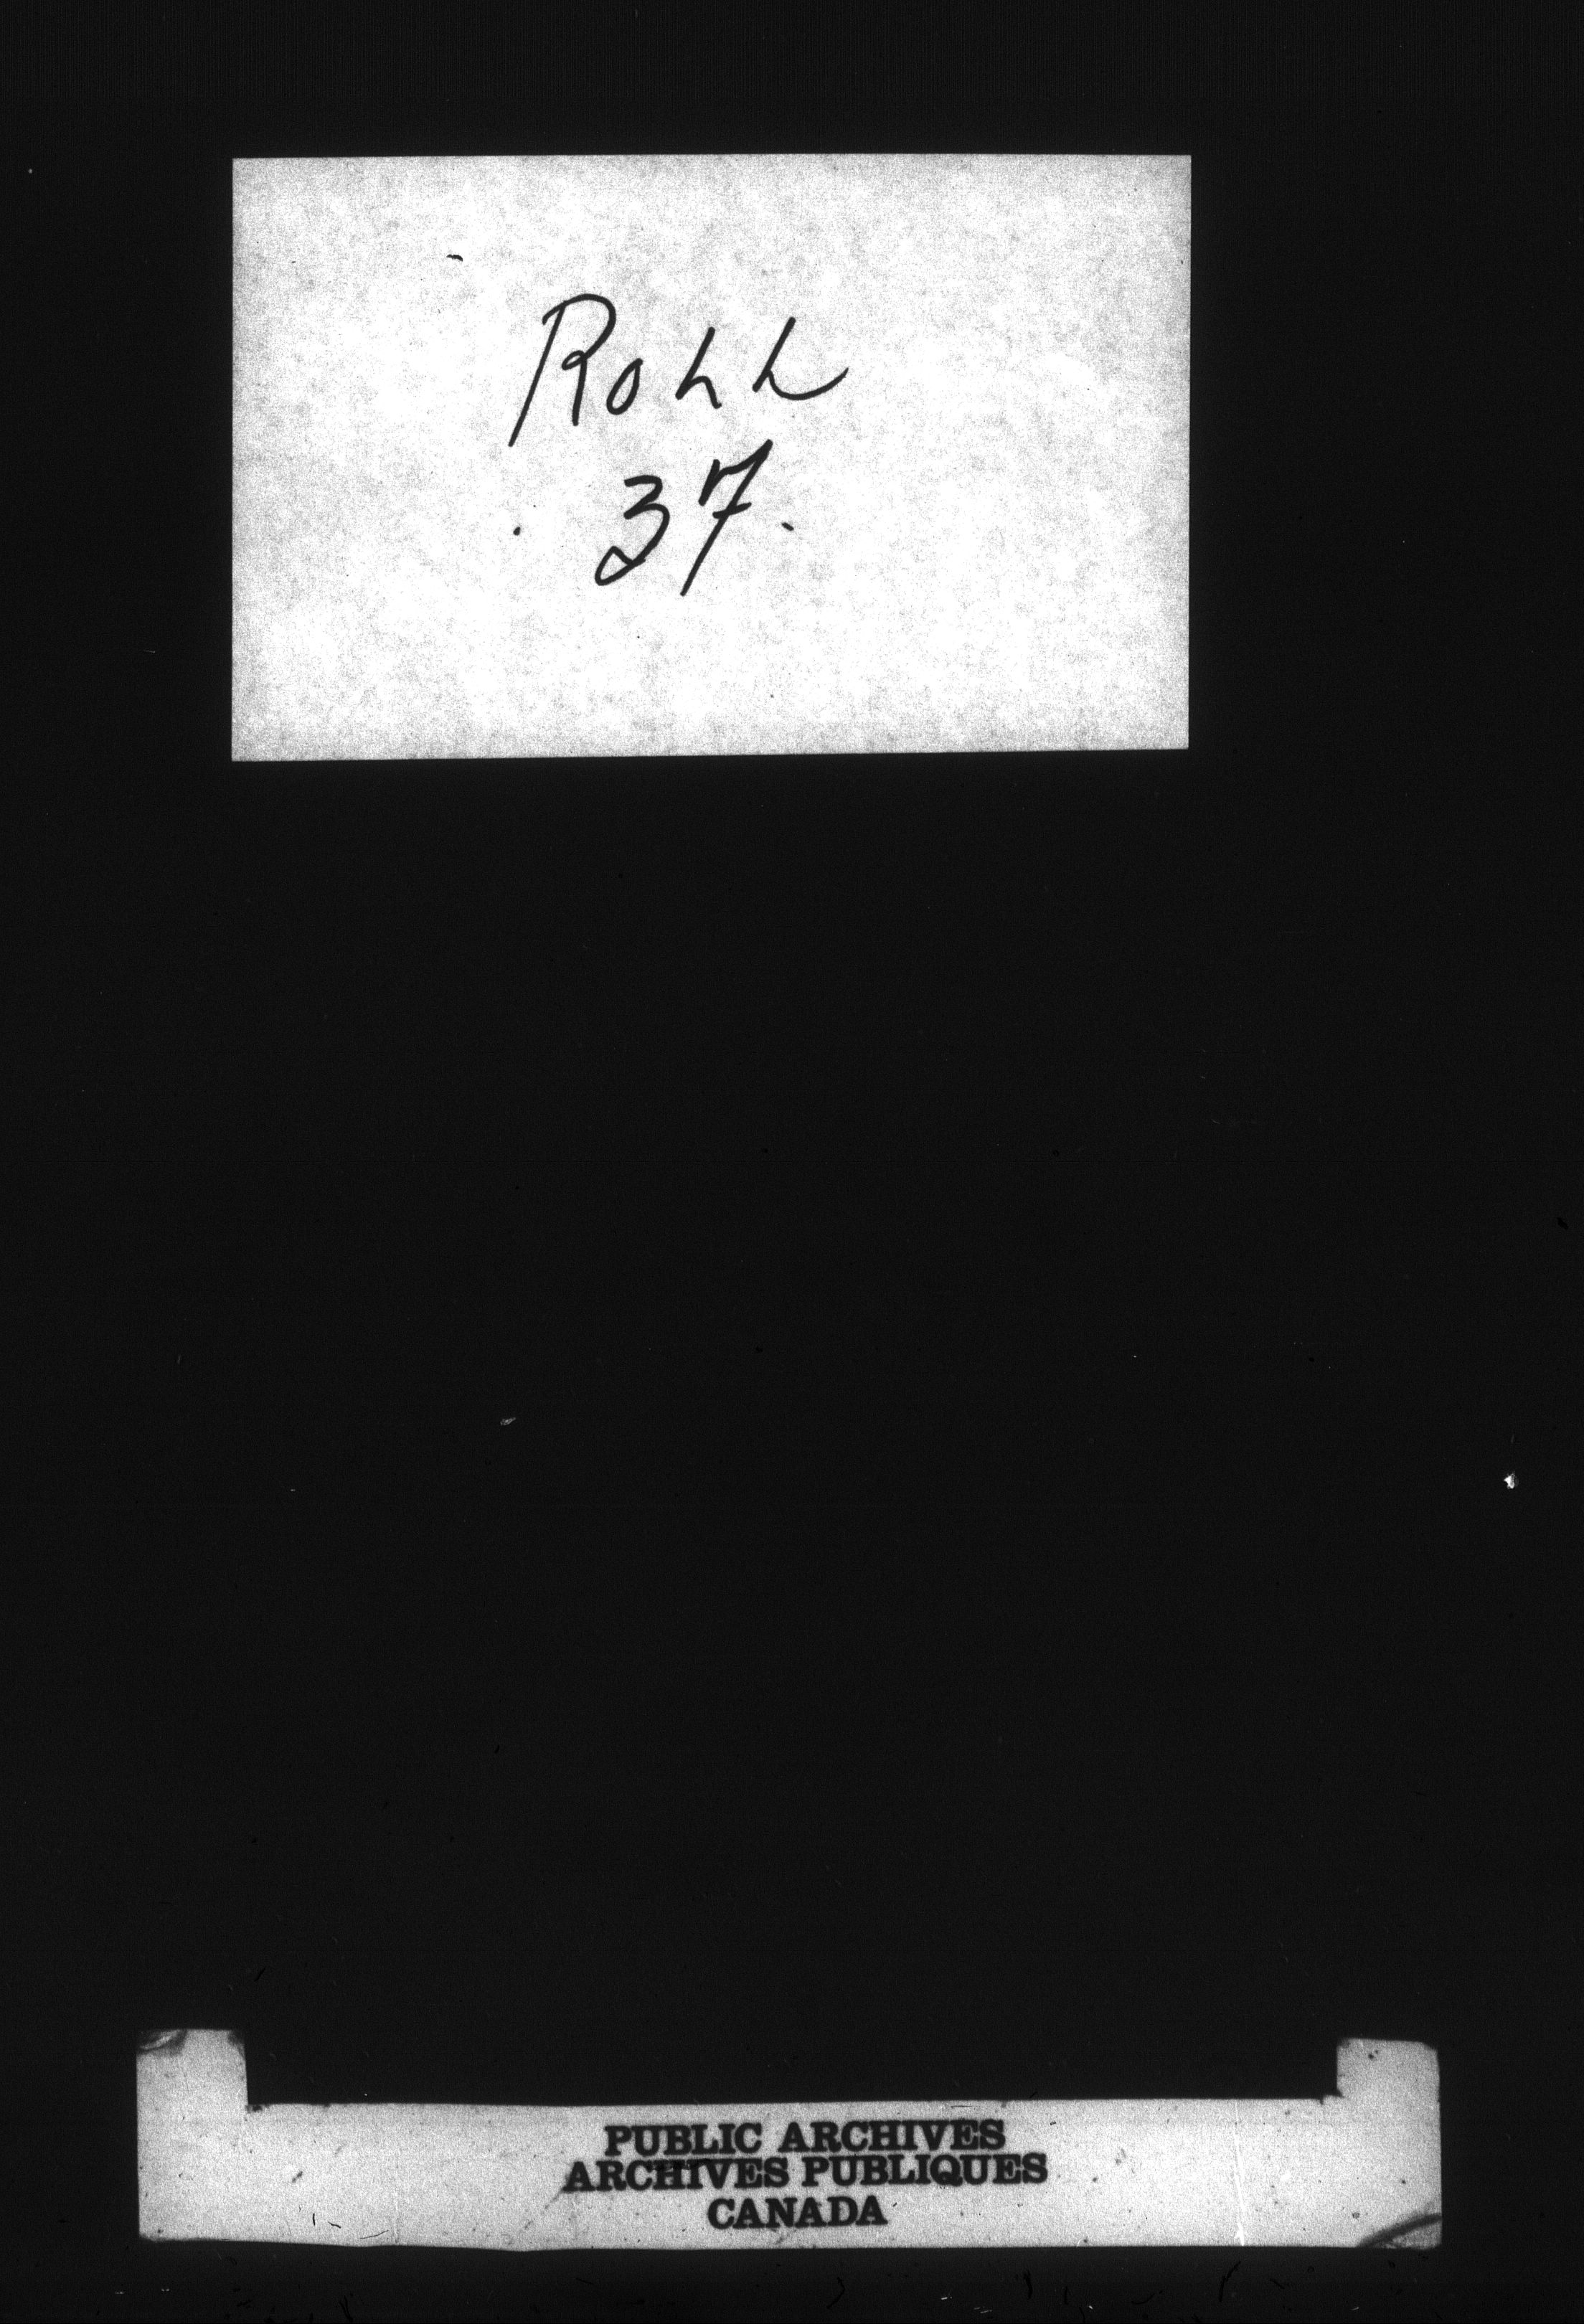 Roll
37.
PUBLIC ARCHIVES
ARCHIVES PUBLIQUES
CANADA